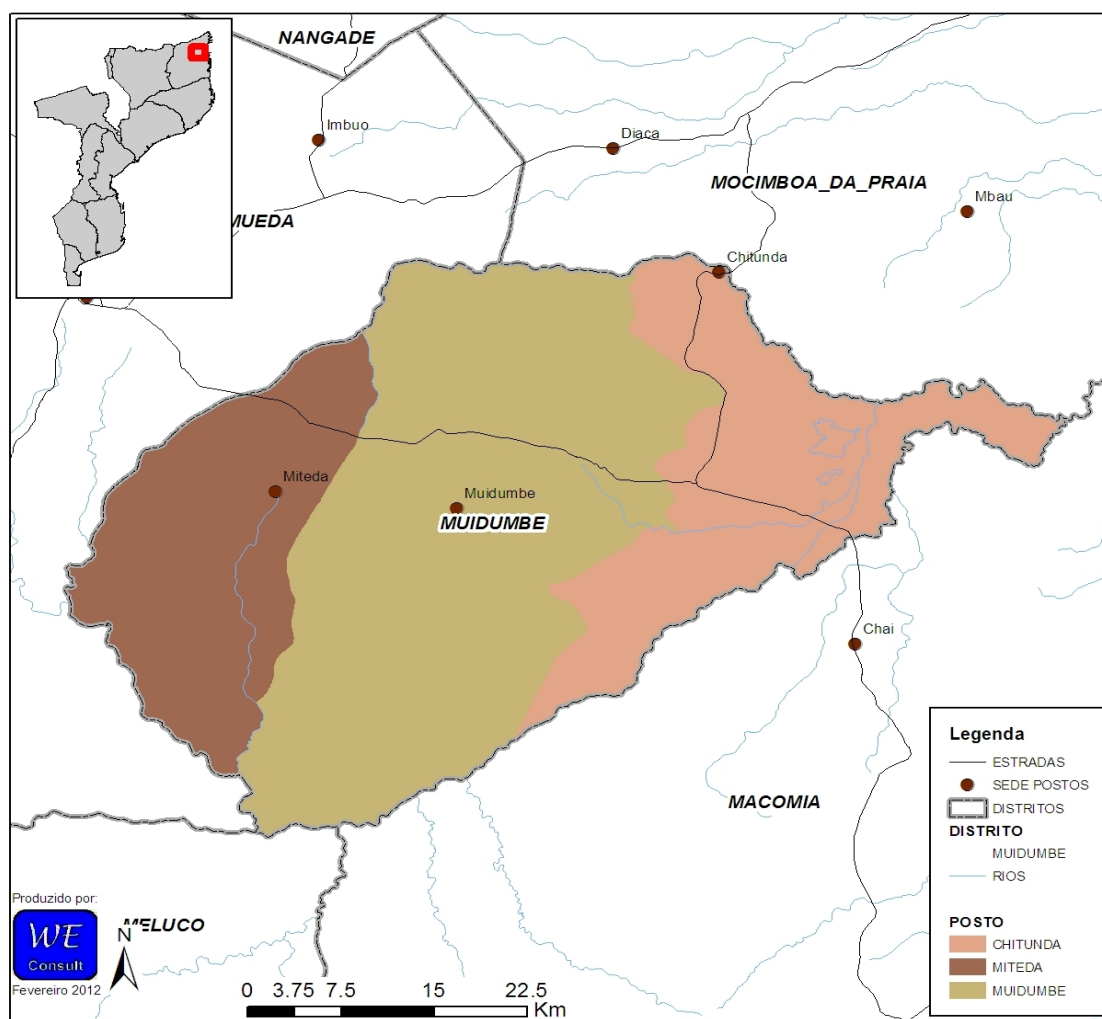 NANGADE
Imbuo
Diaca
MOCIMBOA_DA_PRAIA
Mbau
MUEDA
Chitunda
Miteda
Muidumbe
MUIDUMBE
Chai
MACOMIA
MELUCO
Legenda
ESTRADAS
SEDE POSTOS
DISTRITOS
DISTRITO
MUIDUMBE
RIOS
POSTO
CHITUNDA
MITEDA
MUIDUMBE
Produzido por:
WE
Consult
Fevereiro 2012
N
0 3.75 7.5 15 22.5
Km